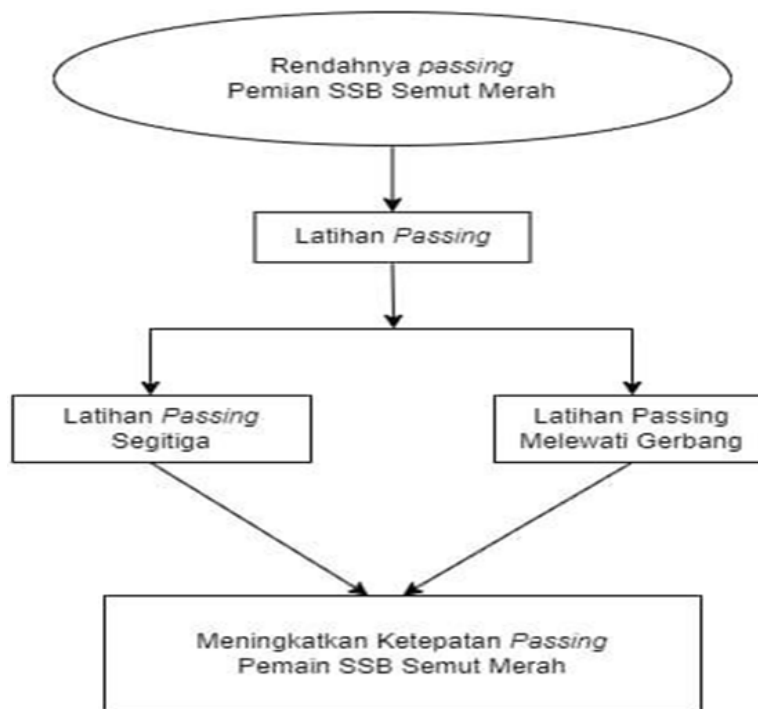 Rendahnya passing
Pemian SSB Semut Merah
Latihan Passing
Latihan Passing
Segitiga
Latihan Passing
Melewati Gerbang
Meningkatkan Ketepatan Passing
Pemain SSB Semut Merah